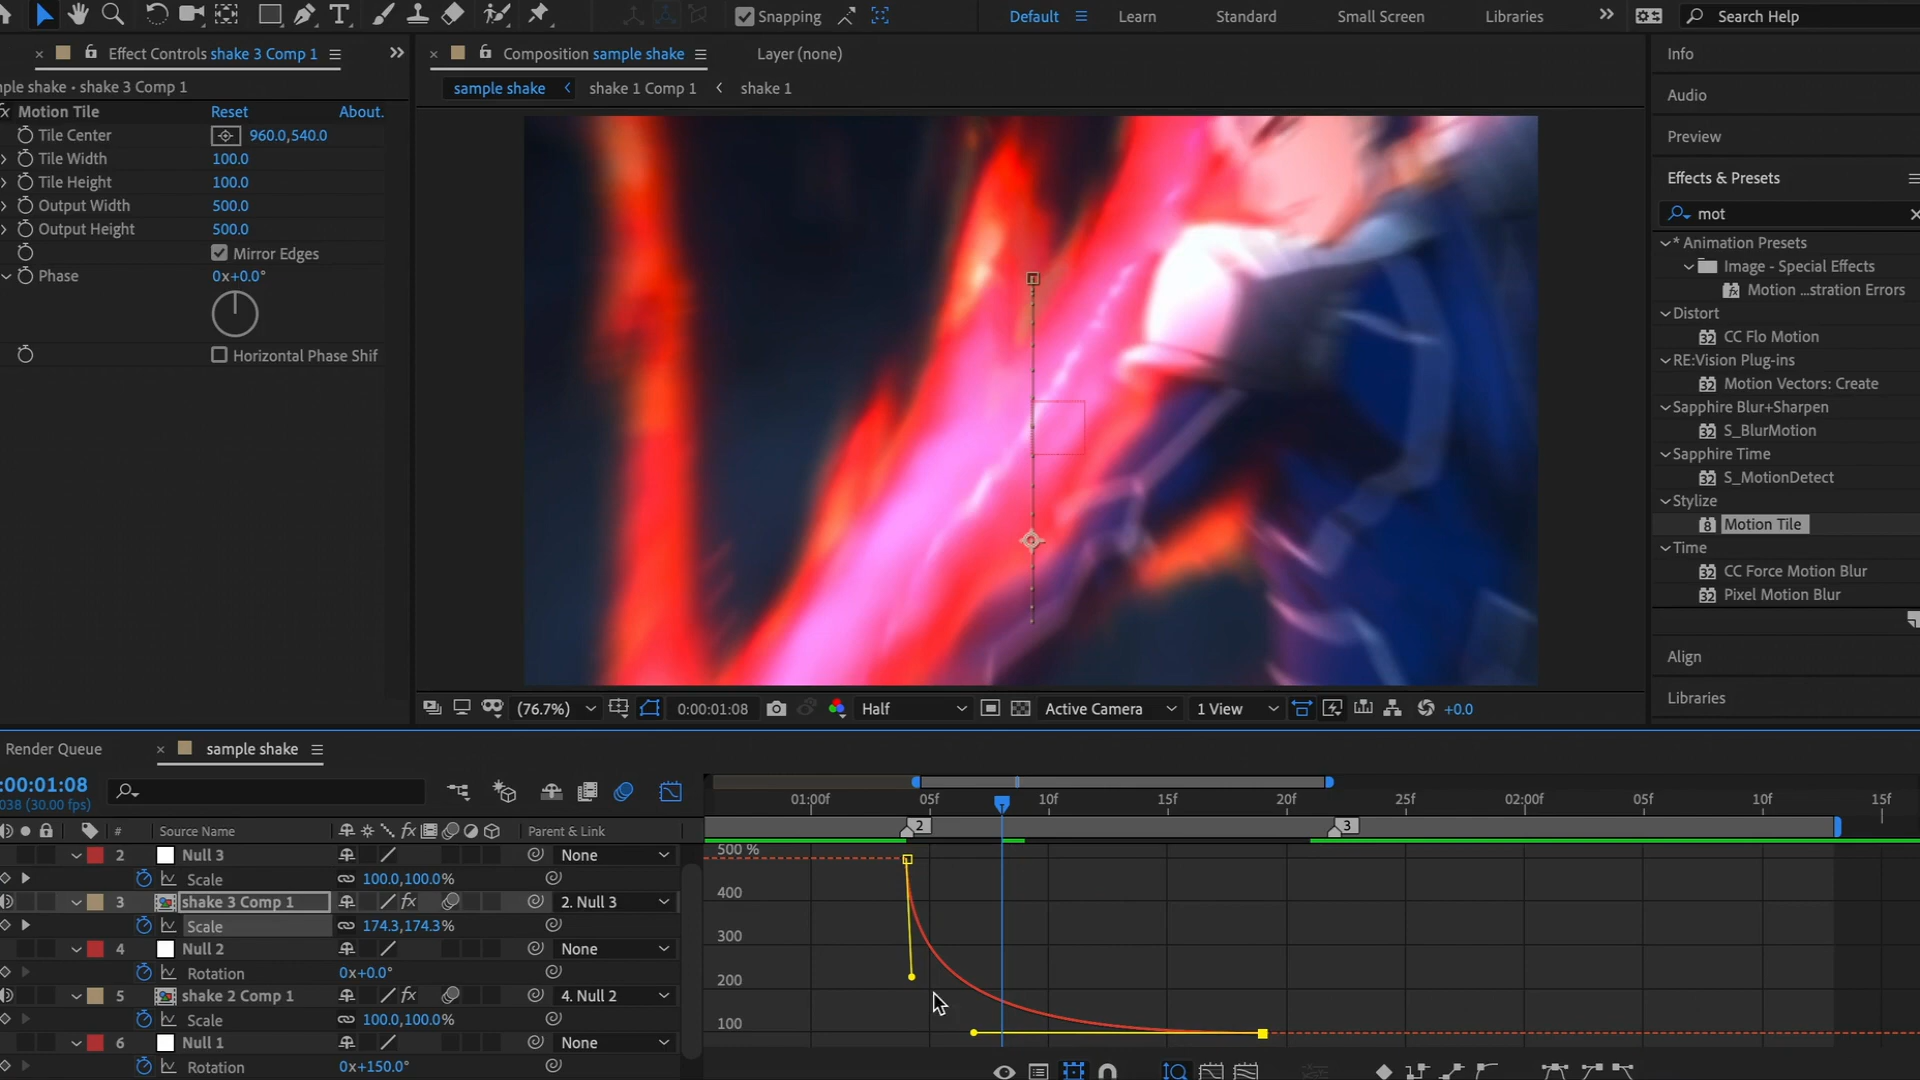 Snapping
Default
Learn
Standard
Small Screen
Libraries
Search Help
Effect Controls shake 3 Comp 1
Composition sample shake
Layer (none)
Info
ple shake • shake 3 Comp 1
sample shake
shake 1 Comp 1
shake 1
Audio
Motion Tile
Reset
About.
Tile Center
960.0,540.0
Tile Width
100.0
Tile Height
100.0
Output Width
500.0
Output Height
500.0
Mirror Edges
Phase
0x+0.0°
Horizontal Phase Shif
Preview
Effects & Presets
mot
* Animation Presets
Image - Special Effects
Motion ...stration Errors
Distort
CC Flo Motion
RE:Vision Plug-ins
Motion Vectors: Create
Sapphire Blur+Sharpen
S_BlurMotion
Sapphire Time
S_MotionDetect
Stylize
Motion Tile
Time
CC Force Motion Blur
Pixel Motion Blur
Align
Libraries
(76.7%)
0:00:01:08
Half
Active Camera
1 View
+0.0
Render Queue
sample shake
:00:01:08
038 (30.00 fps)
01:00f
05f
10f
15f
20f
25f
02:00f
05f
10f
15f
#
Source Name
fx
Parent & Link
2
3
2
Null 3
None
Scale
100.0,100.0%
3
shake 3 Comp 1
fx
2. Null 3
Scale
174.3,174.3%
4
Null 2
None
Rotation
0x+0.0°
5
shake 2 Comp 1
fx
4. Null 2
Scale
100.0,100.0%
6
Null 1
None
Rotation
0x+150.0°
500 %
400
300
200
100